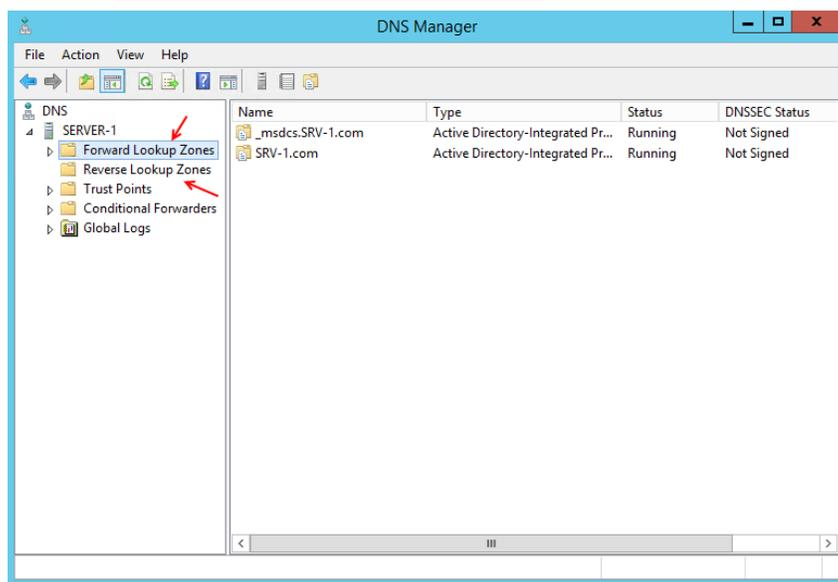 DNS Manager
File Action View Help
DNS
SERVER-1
Forward Lookup Zones
Reverse Lookup Zones
Trust Points
Conditional Forwarders
Global Logs
Name Type Status DNSSEC Status
_msdcs.SRV-1.com Active Directory-Integrated Pr... Running Not Signed
SRV-1.com Active Directory-Integrated Pr... Running Not Signed